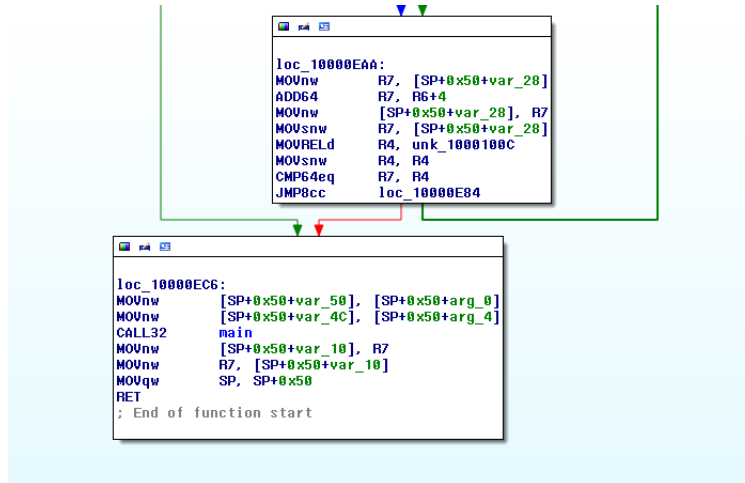 loc_10000EAA:
MOVnw R7, [SP+0x50+var_28]
ADD64 R7, R6+4
MOVnw [SP+0x50+var_28], R7
MOVsnw R7, [SP+0x50+var_28]
MOVRELd R4, unk_1000100C
MOVsnw R4, R4
CMP64eq R7, R4
JMP8cc loc_10000E84
loc_10000EC6:
MOVnw [SP+0x50+var_50], [SP+0x50+arg_0]
MOVnw [SP+0x50+var_4C], [SP+0x50+arg_4]
CALL32 main
MOVnw [SP+0x50+var_10], R7
MOVnw R7, [SP+0x50+var_10]
MOVqw SP, SP+0x50
RET
; End of function start